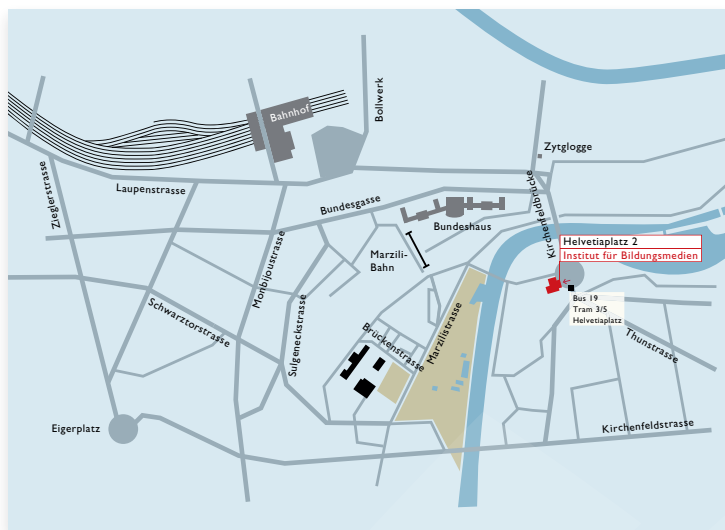 Bollwerk
Bahnhof
Zytglogge
Zieglerstrasse
Laupenstrasse
Bundesgasse
Kirchenfeldbrücke
Bundeshaus
Helvetiaplatz 2
Institut für Bildungsmedien
Marzili-
Bahn
Monbijoustrasse
Bus 19
Tram 3/5
Helvetiaplatz
Schwarztorstrasse
Sulgeneckstrasse
Brückenstrasse
Marzilistrasse
Thunstrasse
Eigerplatz
Kirchenfeldstrasse